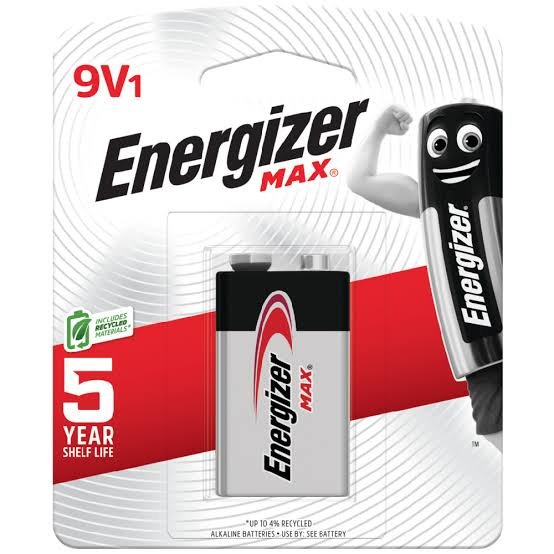 9V1
Energizer
MAX®
Energizer
INCLUDES
RECYCLED
MATERIALS*
5
YEAR
SHELF LIFE
Energizer
MAX®
™
*UP TO 4% RECYCLED
ALKALINE BATTERIES • USE BY: SEE BATTERY